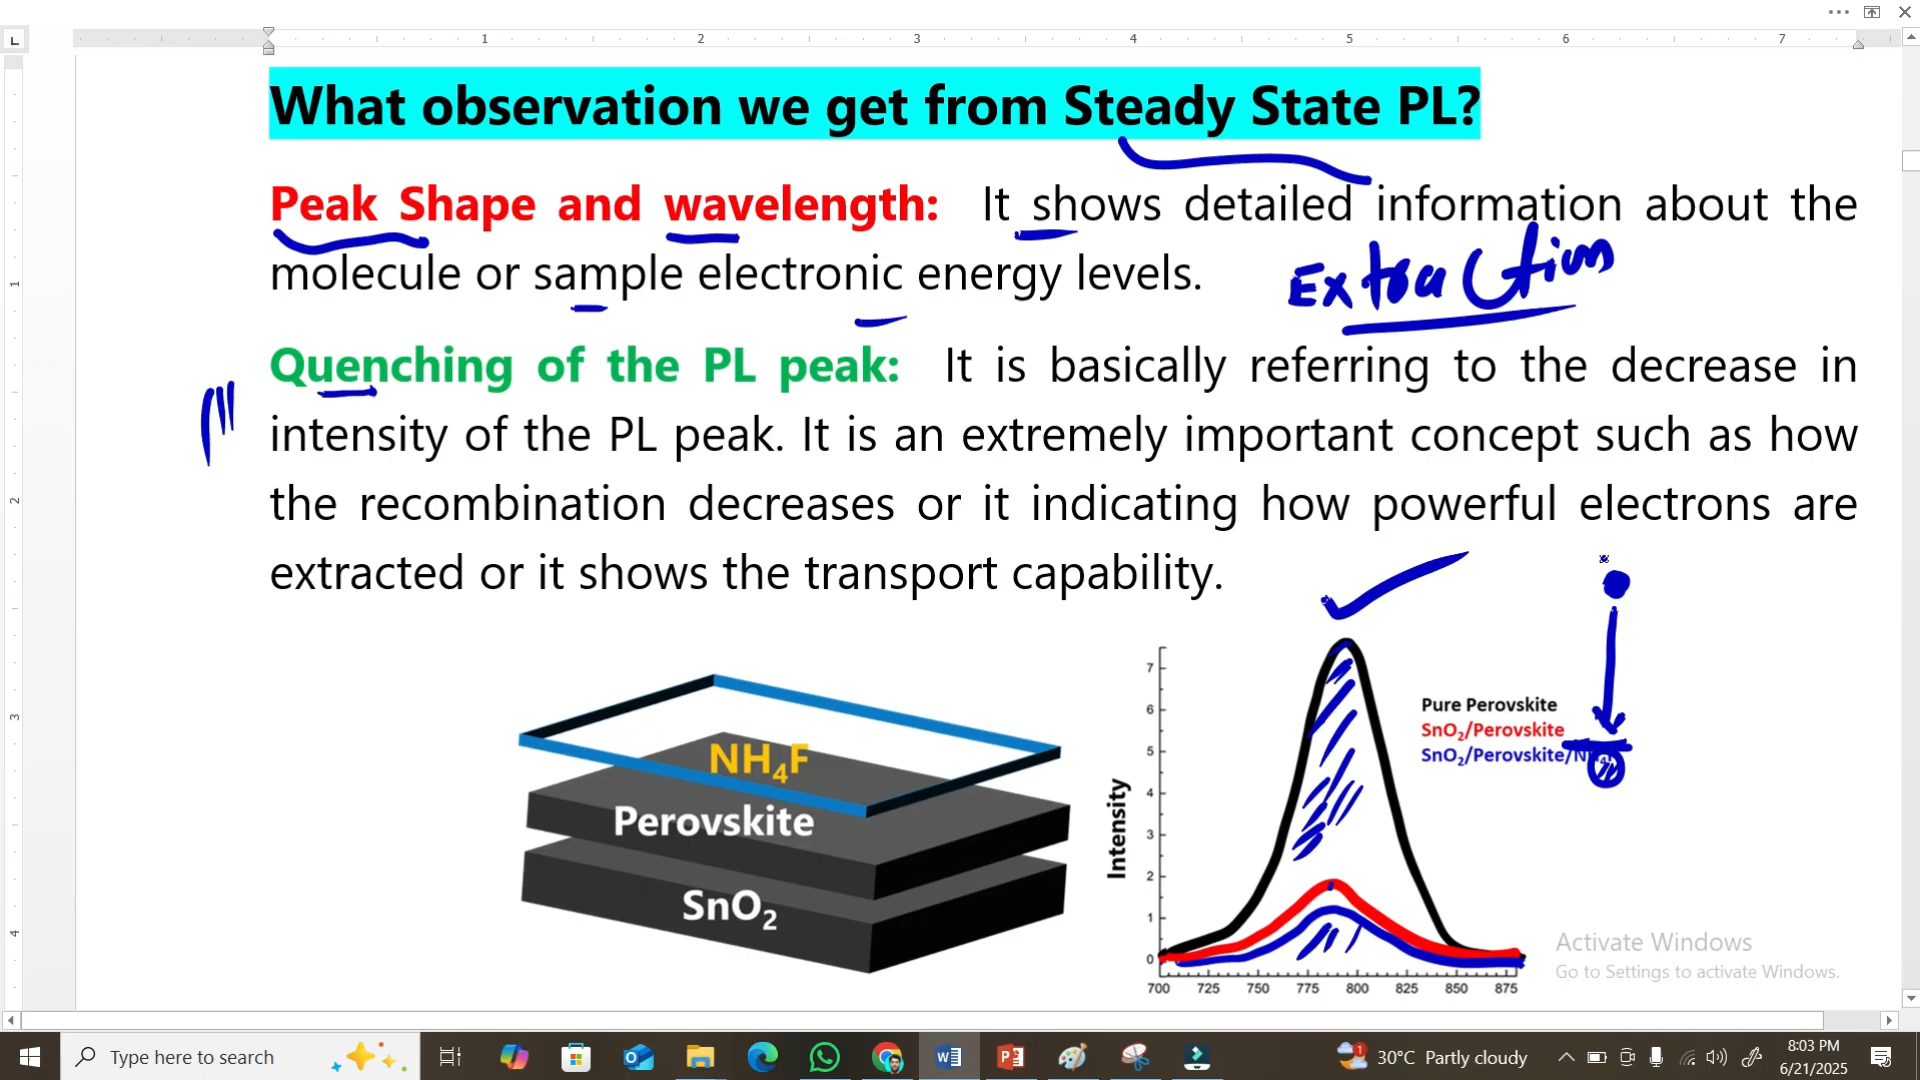 1 2 3 4 5 6 7
What observation we get from Steady State PL?
Peak Shape and wavelength: It shows detailed information about the
molecule or sample electronic energy levels.
Extraction
Quenching of the PL peak: It is basically referring to the decrease in
intensity of the PL peak. It is an extremely important concept such as how
the recombination decreases or it indicating how powerful electrons are
extracted or it shows the transport capability.
NH4F
Perovskite
SnO2
Intensity
7
6
5
4
3
2
1
0
700 725 750 775 800 825 850 875
Pure Perovskite
SnO2/Perovskite
SnO2/Perovskite/
1
2
3
4
Activate Windows
Go to Settings to activate Windows.
Type here to search
30°C Partly cloudy
8:03 PM
6/21/2025